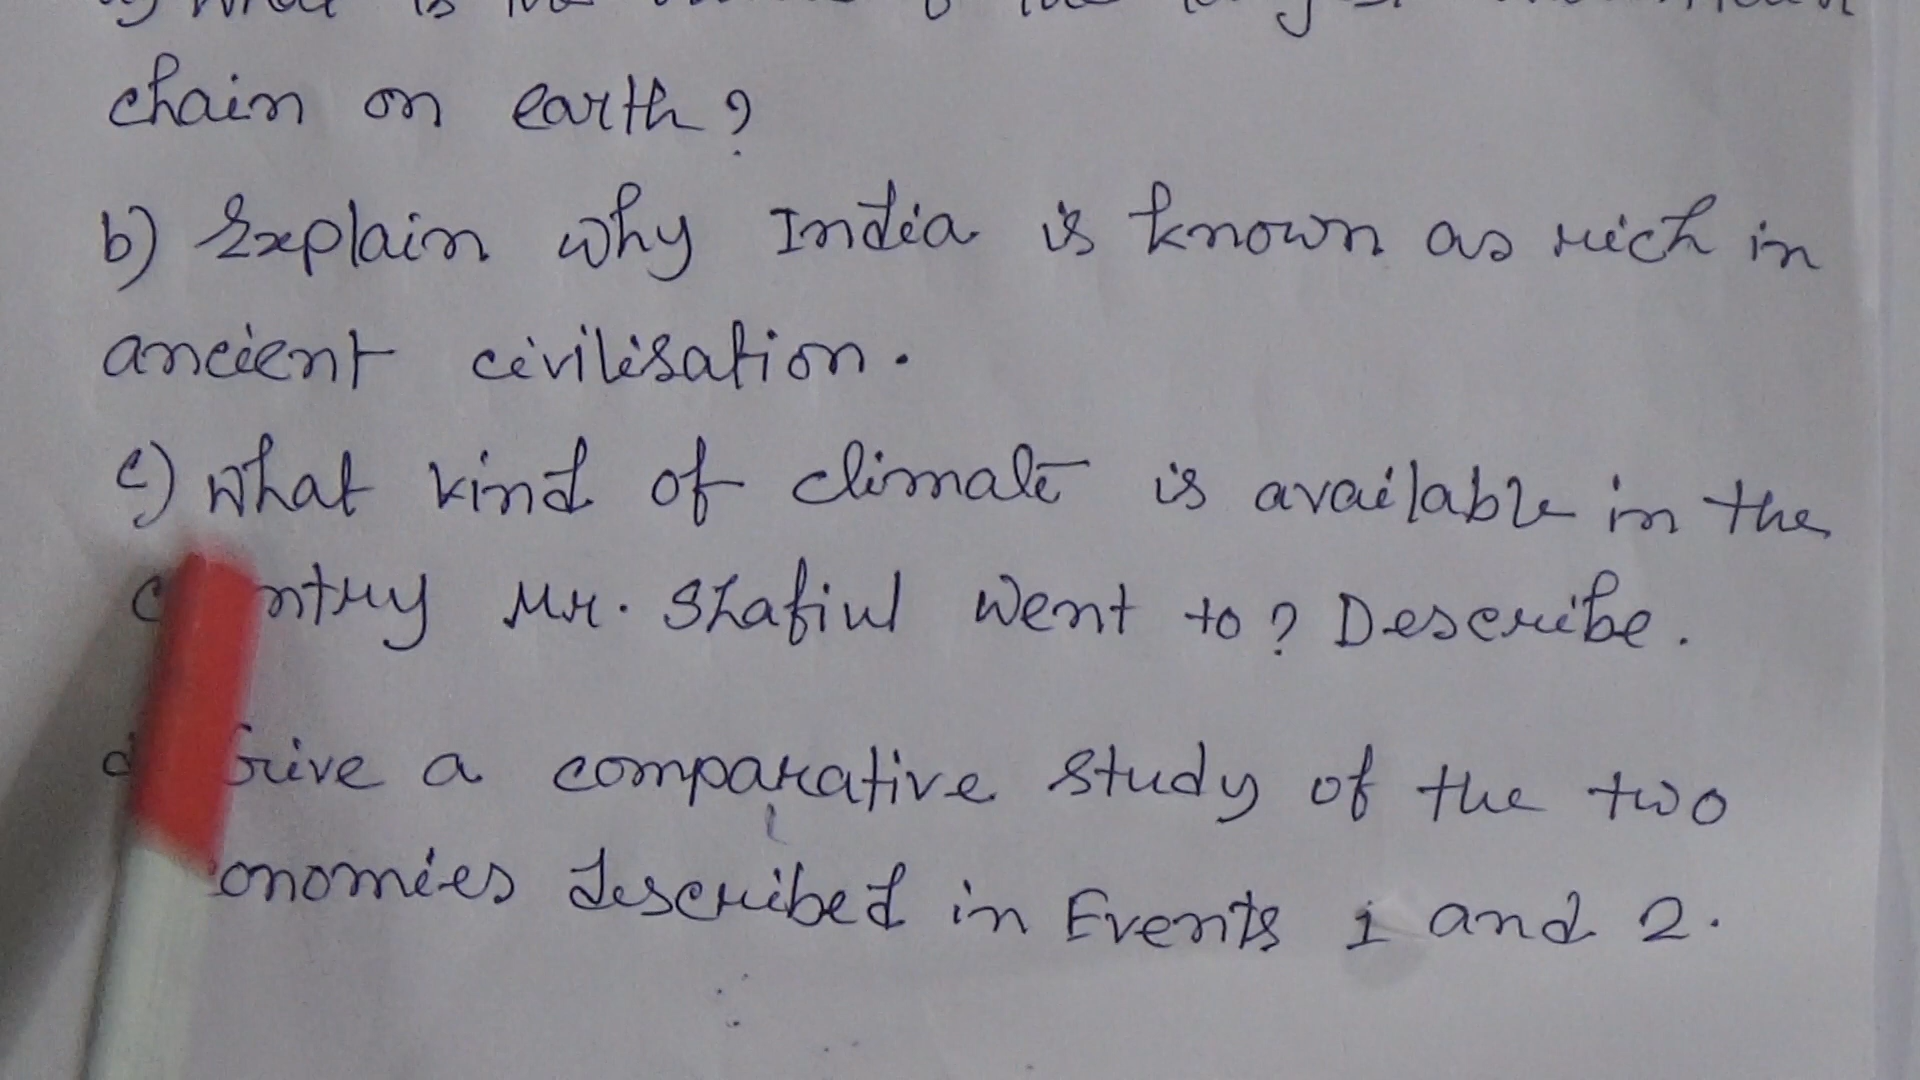 chain on earth?
b) Explain why India is known as rich in
ancient civilisation.
c) What kind of climate is available in the
Mr. Shafiul went to? Describe.
Give a comparative study of the two
described in Events 1 and 2.